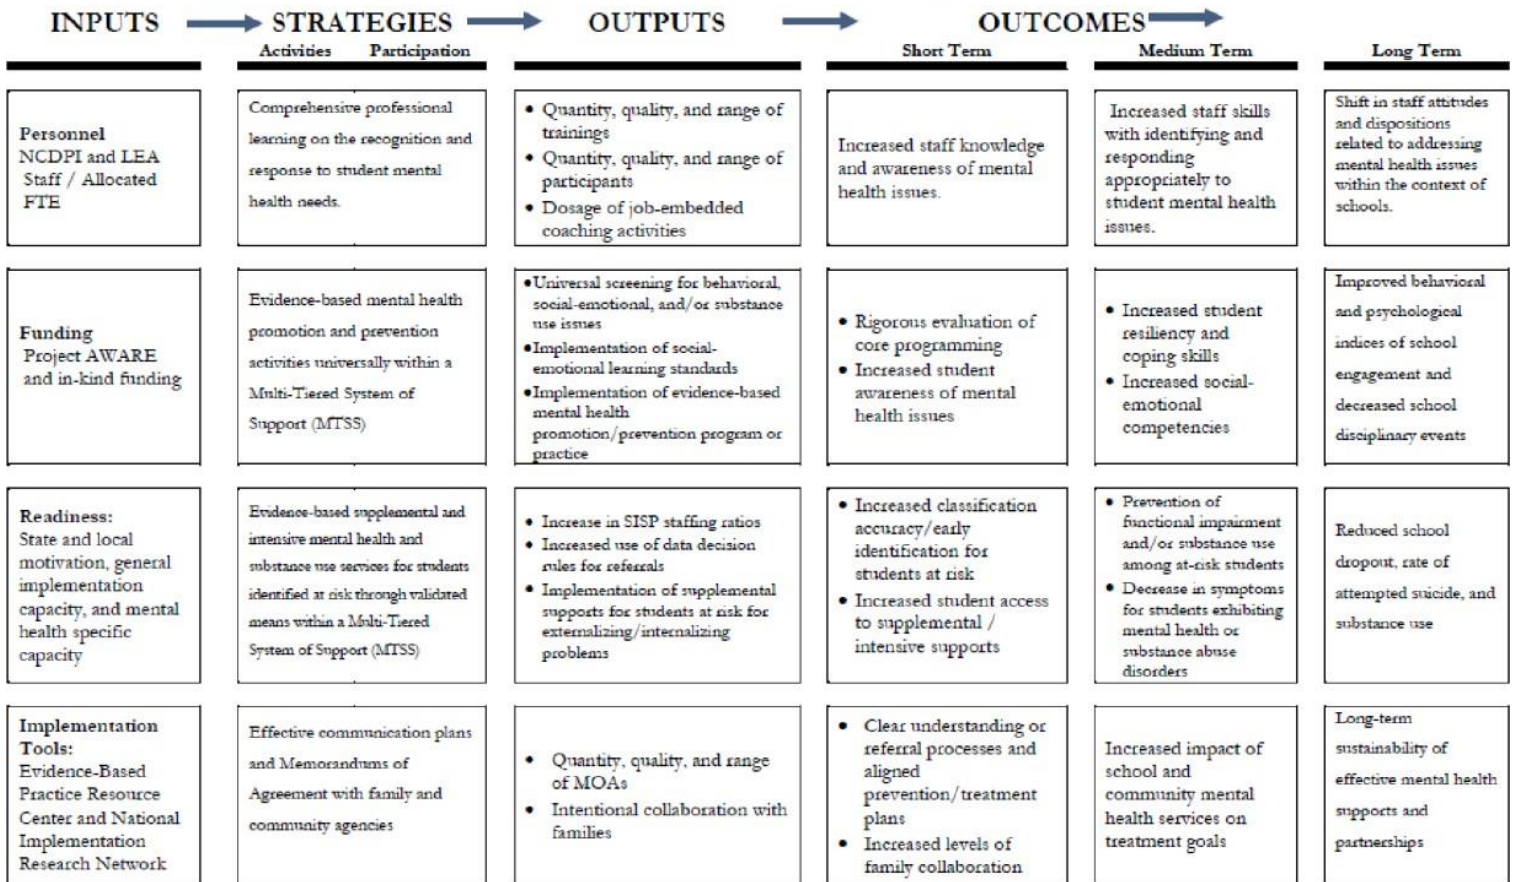 INPUTS STRATEGIES OUTPUTS OUTCOMES
Activities Participation Short Term Medium Term Long Term
Personnel
NCDPI and LEA
Staff / Allocated
FTE
Comprehensive professional
learning on the recognition and
response to student mental
health needs.
• Quantity, quality, and range of
trainings
• Quantity, quality, and range of
participants
• Dosage of job-embedded
coaching activities
Increased staff knowledge
and awareness of mental
health issues.
Increased staff skills
with identifying and
responding
appropriately to
student mental health
issues.
Shift in staff attitudes
and dispositions
related to addressing
mental health issues
within the context of
schools.
Funding
Project AWARE
and in-kind funding
Evidence-based mental health
promotion and prevention
activities universally within a
Multi-Tiered System of
Support (MTSS)
•Universal screening for behavioral,
social-emotional, and/or substance
use issues
•Implementation of social-
emotional learning standards
•Implementation of evidence-based
mental health
promotion/prevention program or
practice
• Rigorous evaluation of
core programming
• Increased student
awareness of mental
health issues
• Increased student
resiliency and
coping skills
• Increased social-
emotional
competencies
Improved behavioral
and psychological
indices of school
engagement and
decreased school
disciplinary events
Readiness:
State and local
motivation, general
implementation
capacity, and mental
health specific
capacity
Evidence-based supplemental and
intensive mental health and
substance use services for students
identified at risk through validated
means within a Multi-Tiered
System of Support (MTSS)
• Increase in SISP staffing ratios
• Increased use of data decision
rules for referrals
• Implementation of supplemental
supports for students at risk for
externalizing/internalizing
problems
• Increased classification
accuracy/early
identification for
students at risk
• Increased student access
to supplemental /
intensive supports
• Prevention of
functional impairment
and/or substance use
among at-risk students
• Decrease in symptoms
for students exhibiting
mental health or
substance abuse
disorders
Reduced school
dropout, rate of
attempted suicide, and
substance use
Implementation
Tools:
Evidence-Based
Practice Resource
Center and National
Implementation
Research Network
Effective communication plans
and Memorandums of
Agreement with family and
community agencies
• Quantity, quality, and range
of MOAs
• Intentional collaboration with
families
• Clear understanding or
referral processes and
aligned
prevention/treatment
plans
• Increased levels of
family collaboration
Increased impact of
school and
community mental
health services on
treatment goals
Long-term
sustainability of
effective mental health
supports and
partnerships